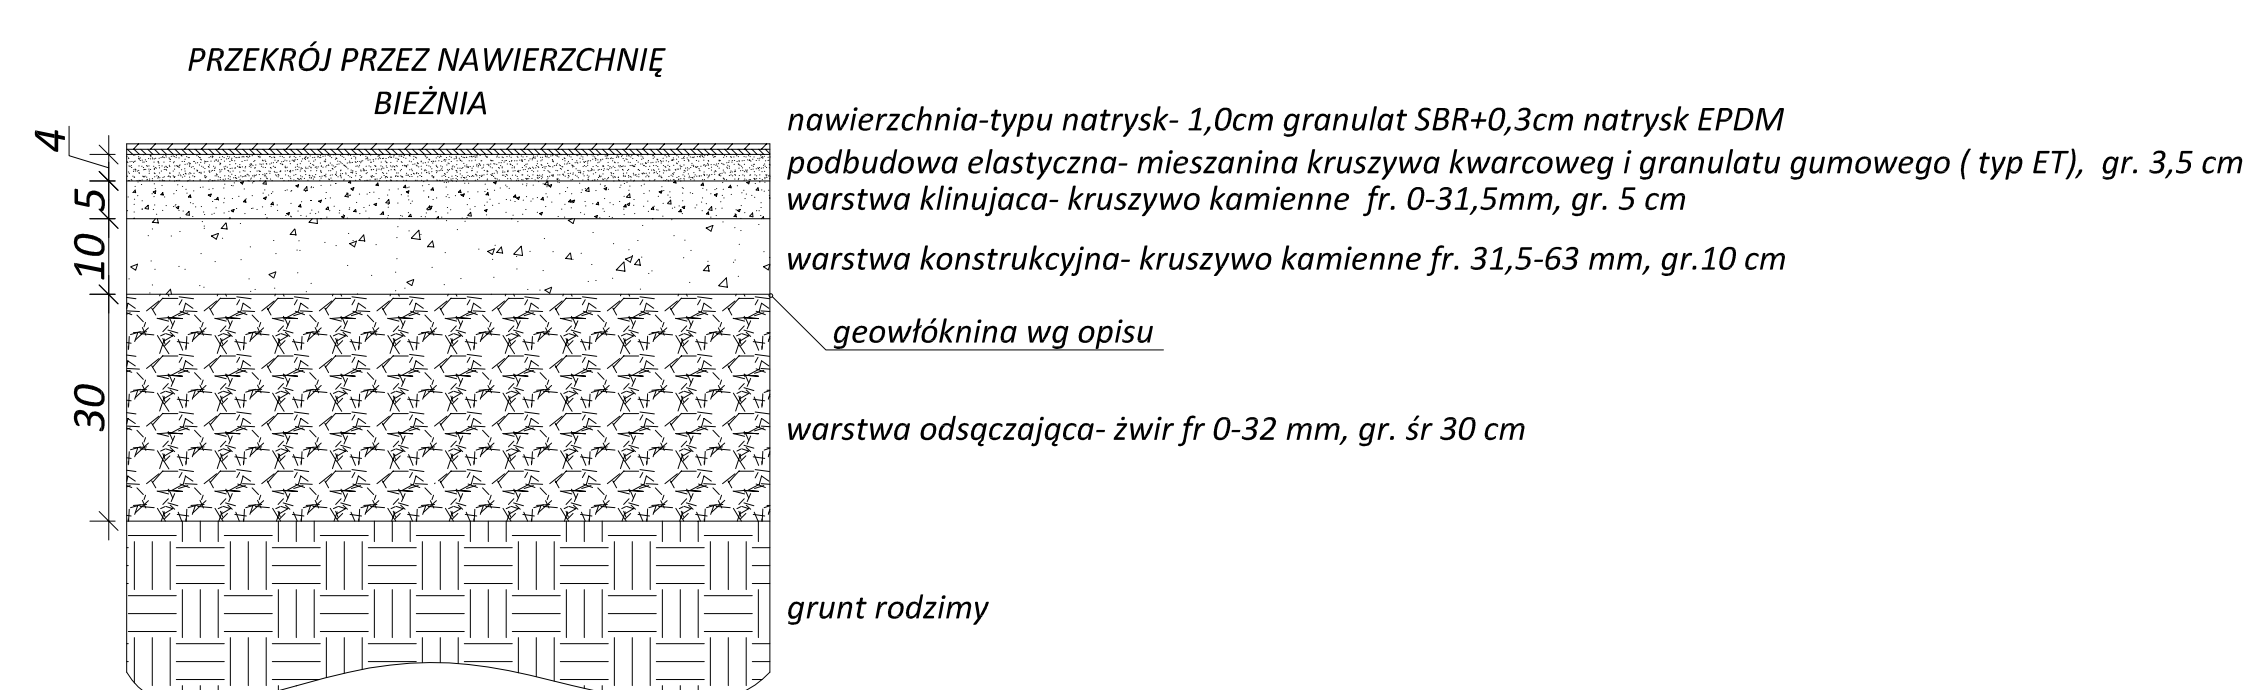 PRZEKRÓJ PRZEZ NAWIERZCHNIĘ
BIEŻNIA
nawierzchnia-typu natrysk- 1,0cm granulat SBR+0,3cm natrysk EPDM
podbudowa elastyczna- mieszanina kruszywa kwarcoweg i granulatu gumowego ( typ ET), gr. 3,5 cm
warstwa klinujaca- kruszywo kamienne fr. 0-31,5mm, gr. 5 cm
warstwa konstrukcyjna- kruszywo kamienne fr. 31,5-63 mm, gr.10 cm
geowłóknina wg opisu
warstwa odsączająca- żwir fr 0-32 mm, gr. śr 30 cm
grunt rodzimy
4
5
10
30